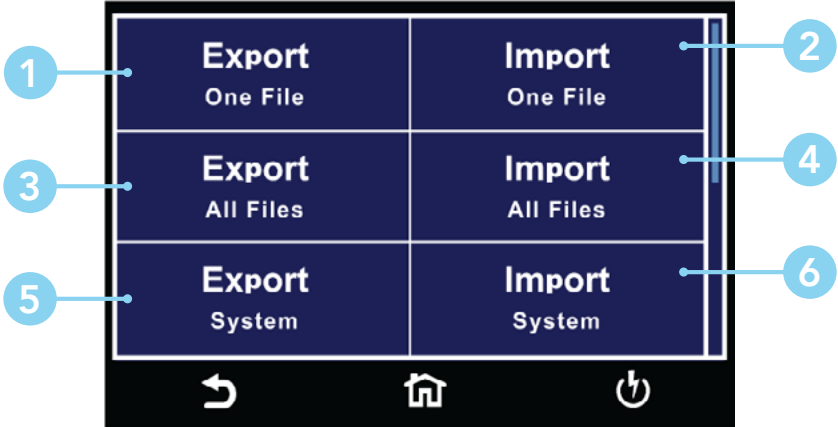 1
Export
One File
Import
One File
2
3
Export
All Files
Import
All Files
4
5
Export
System
Import
System
6